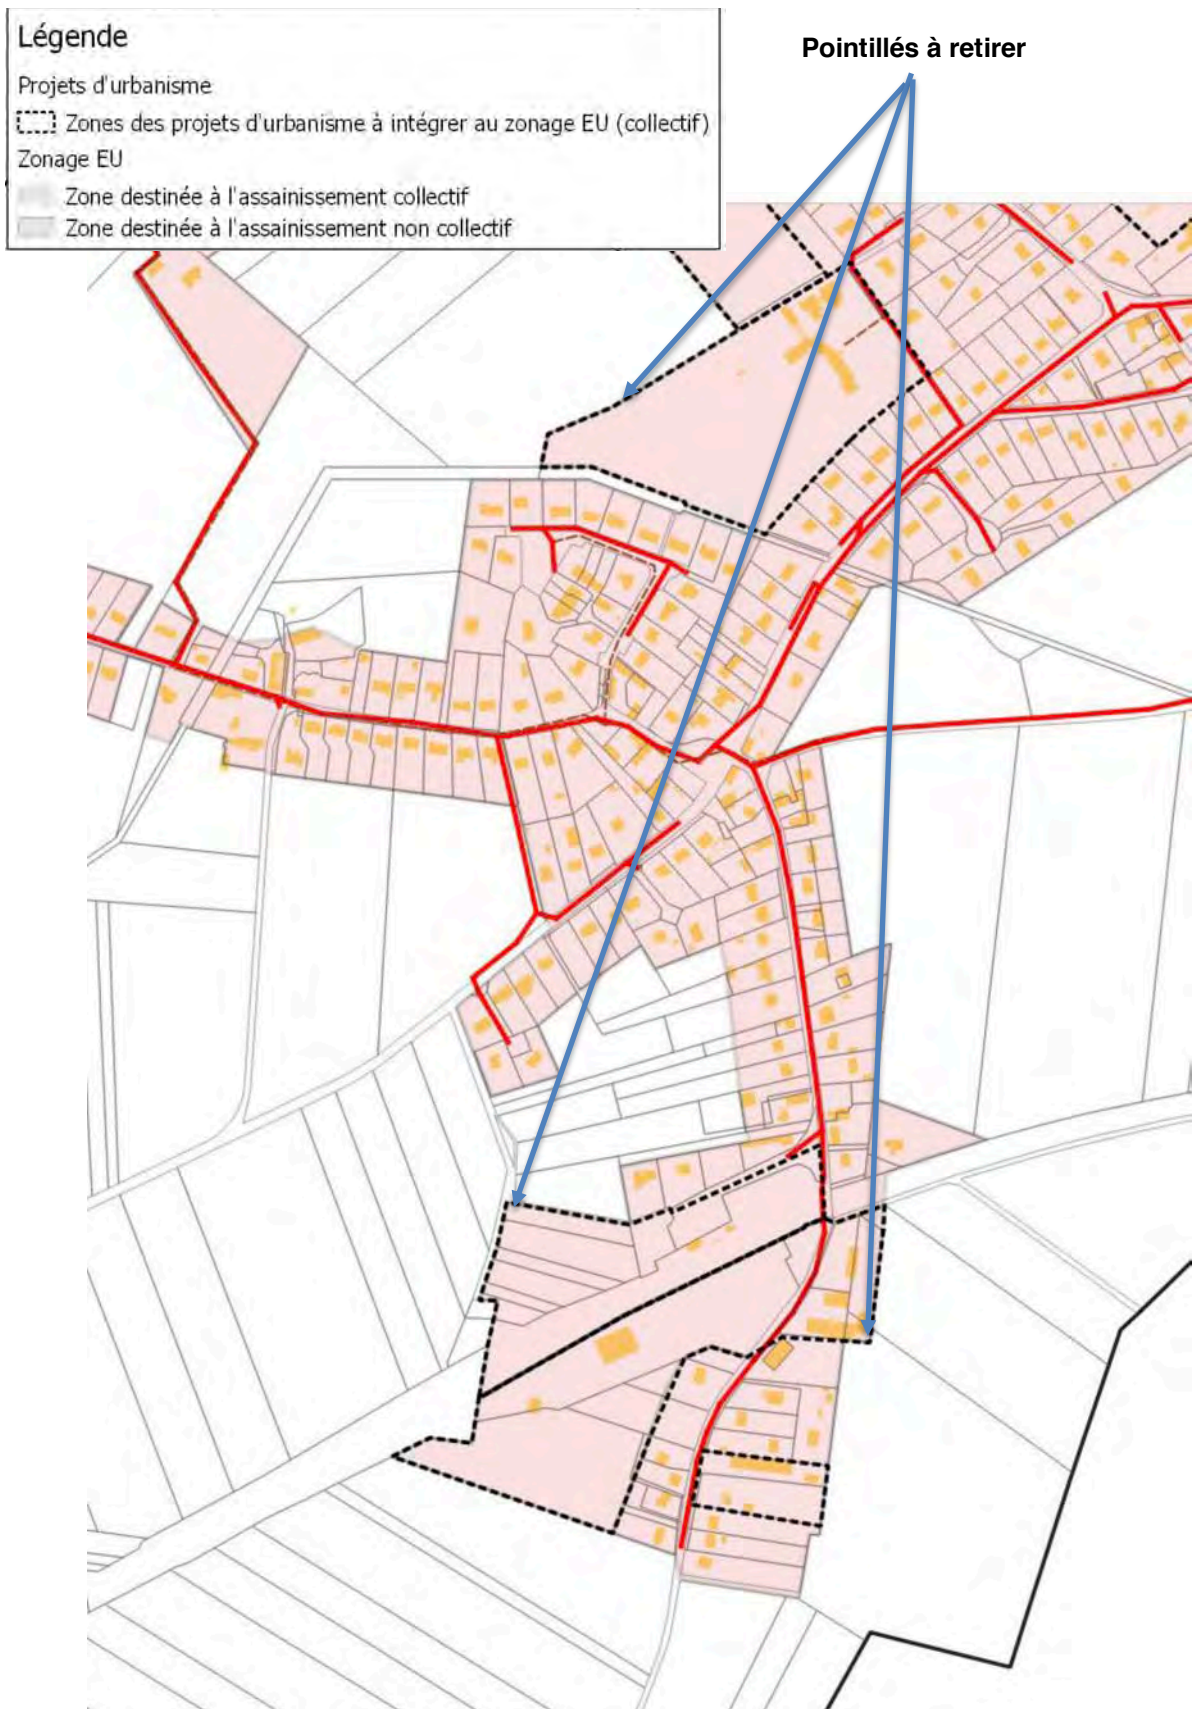 Légende
Projets d'urbanisme
Zones des projets d'urbanisme à intégrer au zonage EU (collectif)
Zonage EU
Zone destinée à l'assainissement collectif
Zone destinée à l'assainissement non collectif
Pointillés à retirer